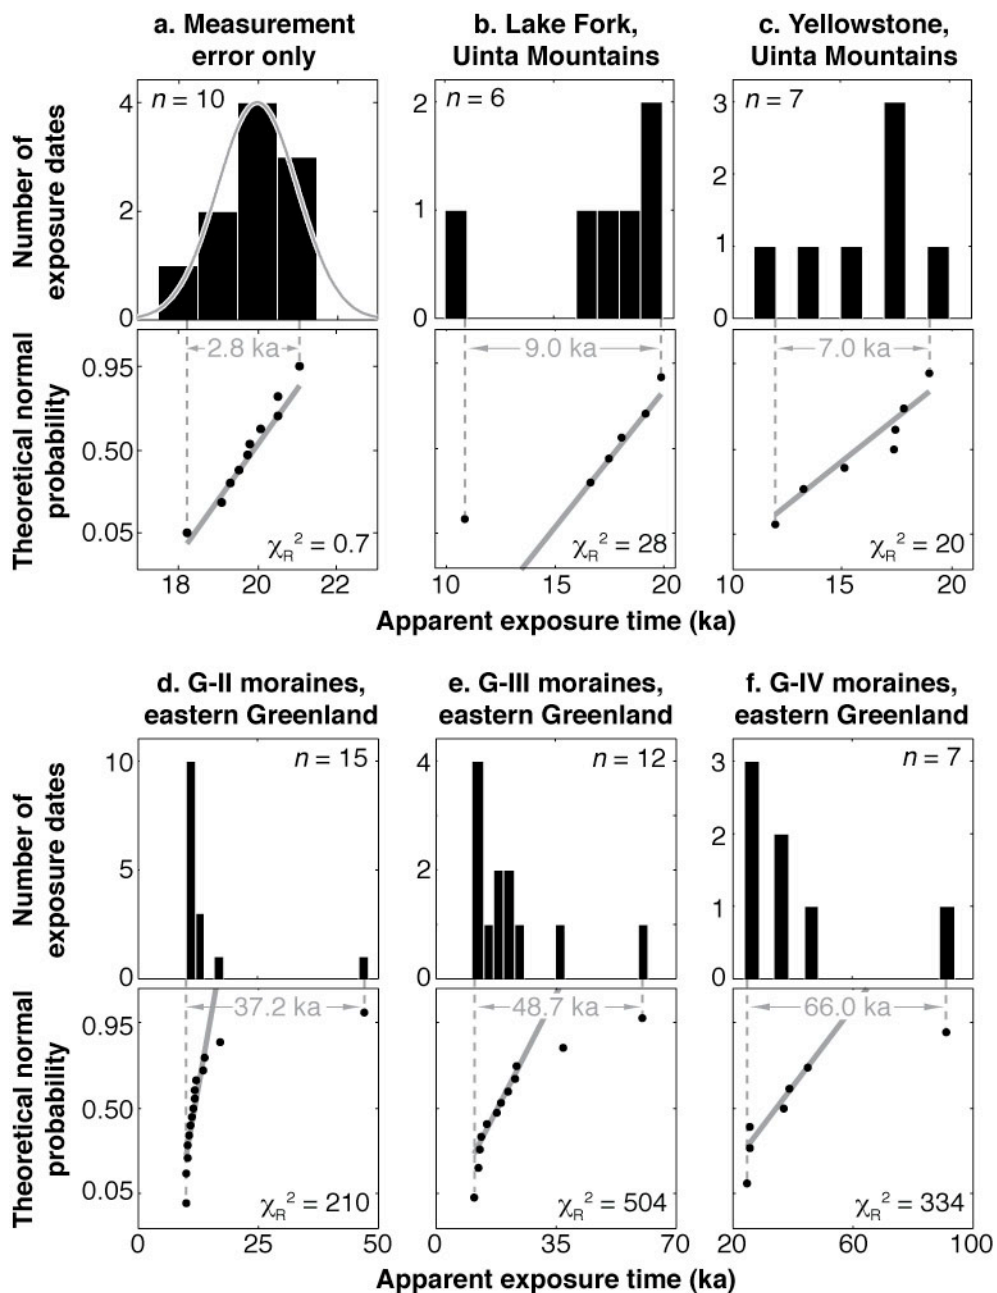 a. Measurement
error only
b. Lake Fork,
Uinta Mountains
c. Yellowstone,
Uinta Mountains
Number of
exposure dates
4
2
0
n = 10
2
1
0
n = 6
3
2
1
0
n = 7
Theoretical normal
probability
0.95
0.50
0.05
2.8 ka
χR2 = 0.7
18 20 22
9.0 ka
χR2 = 28
10 15 20
7.0 ka
χR2 = 20
10 15 20
Apparent exposure time (ka)
d. G-II moraines,
eastern Greenland
e. G-III moraines,
eastern Greenland
f. G-IV moraines,
eastern Greenland
Number of
exposure dates
10
5
0
n = 15
4
2
0
n = 12
3
2
1
0
n = 7
Theoretical normal
probability
0.95
0.50
0.05
37.2 ka
χR2 = 210
0 25 50
48.7 ka
χR2 = 504
0 35 70
66.0 ka
χR2 = 334
20 60 100
Apparent exposure time (ka)